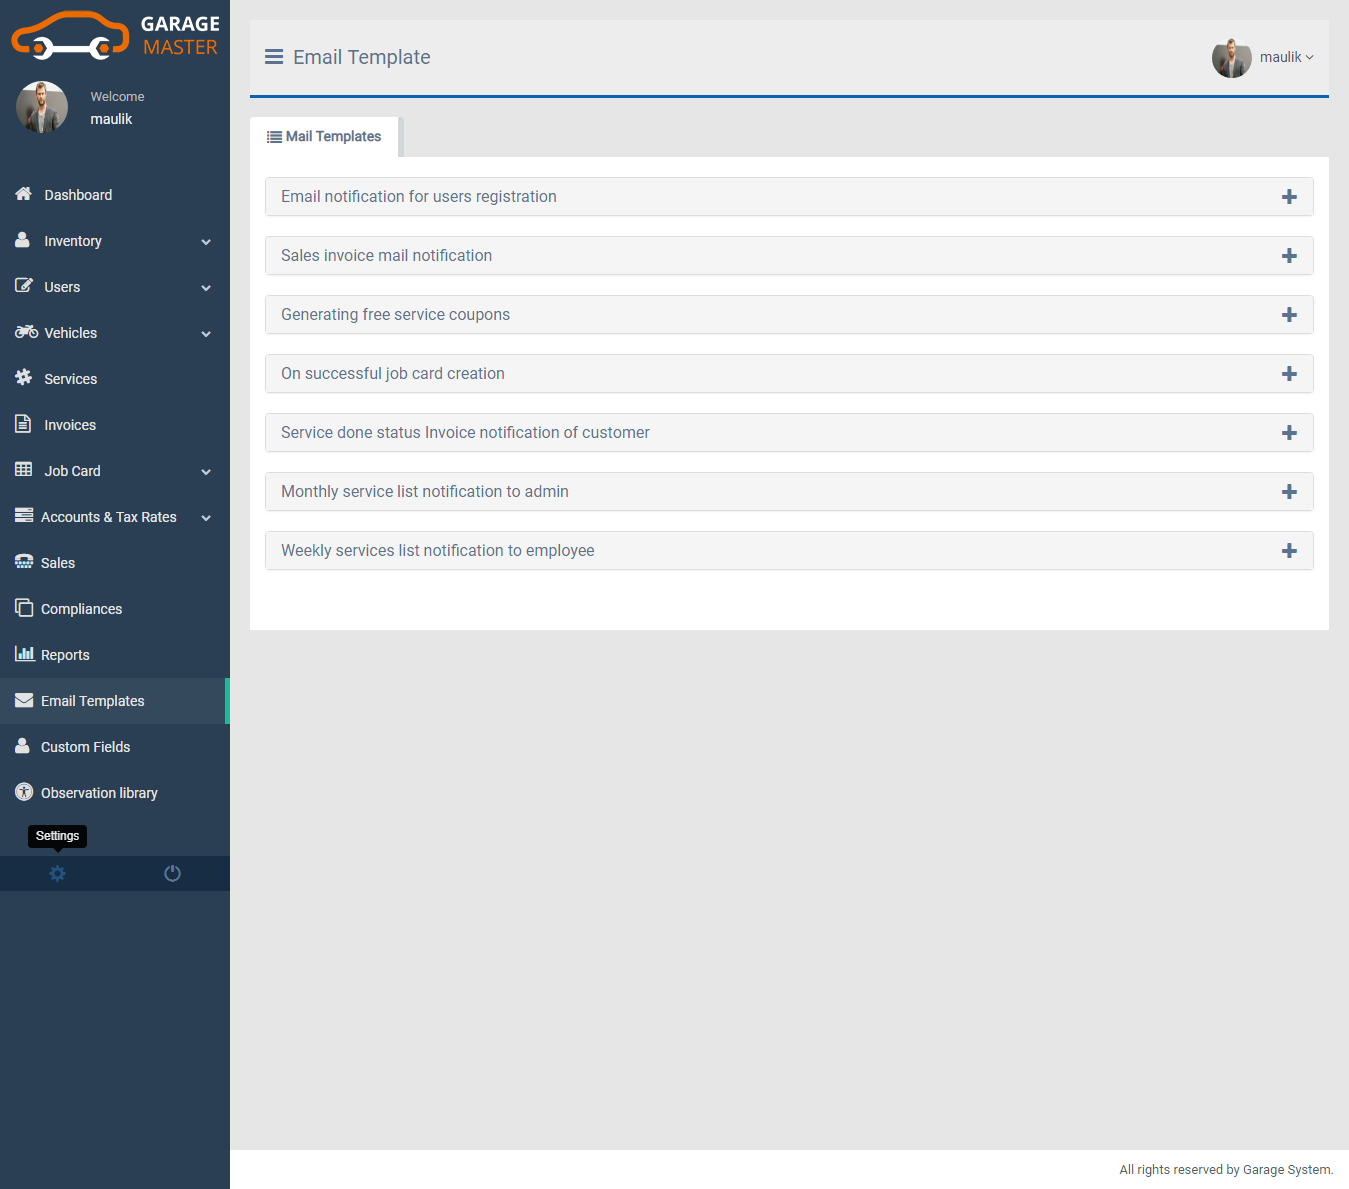 GARAGE
MASTER
Welcome
maulik
Dashboard
Inventory
Users
Vehicles
Services
Invoices
Job Card
Accounts & Tax Rates
Sales
Compliances
Reports
Email Templates
Custom Fields
Observation library
Settings
Email Template
maulik
Mail Templates
Email notification for users registration
Sales invoice mail notification
Generating free service coupons
On successful job card creation
Service done status Invoice notification of customer
Monthly service list notification to admin
Weekly services list notification to employee
All rights reserved by Garage System.